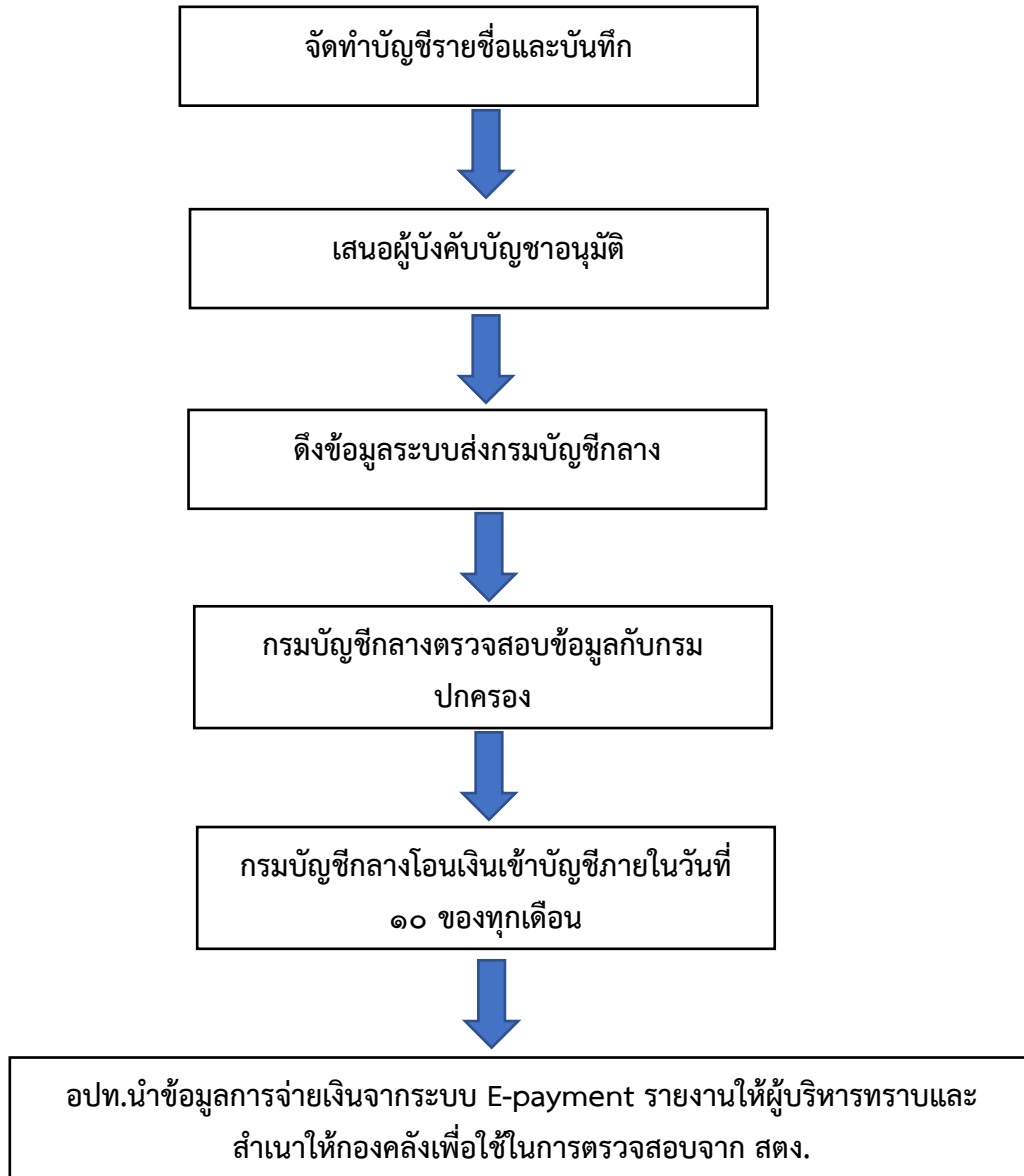 จัดทำบัญชีรายชื่อและบันทึก
เสนอผู้บังคับบัญชาอนุมัติ
ดึงข้อมูลระบบส่งกรมบัญชีกลาง
กรมบัญชีกลางตรวจสอบข้อมูลกับกรม
ปกครอง
กรมบัญชีกลางโอนเงินเข้าบัญชีภายในวันที่
๑๐ ของทุกเดือน
อปท.นำข้อมูลการจ่ายเงินจากระบบ E-payment รายงานให้ผู้บริหารทราบและ
สำเนาให้กองคลังเพื่อใช้ในการตรวจสอบจาก สตง.